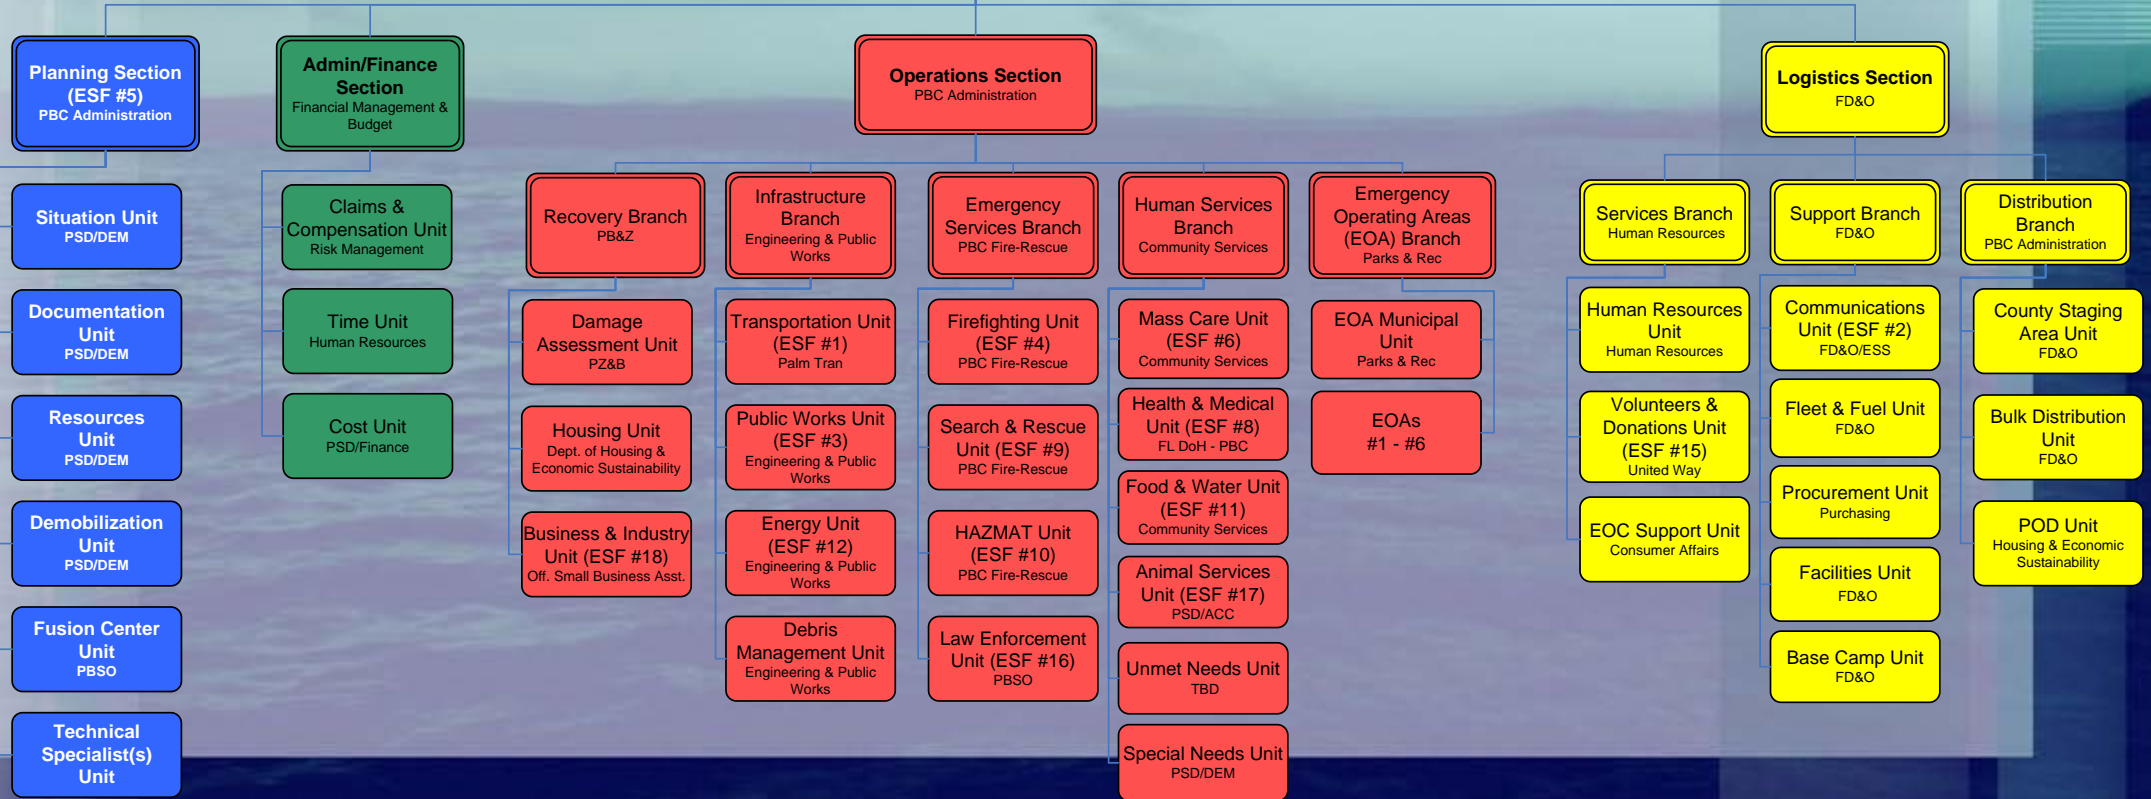 Planning Section
(ESF #5)
PBC Administration
Situation Unit
PSD/DEM
Documentation
Unit
PSD/DEM
Resources
Unit
PSD/DEM
Demobilization
Unit
PSD/DEM
Fusion Center
Unit
PBSO
Technical
Specialist(s)
Unit
Admin/Finance
Section
Financial Management &
Budget
Claims &
Compensation Unit
Risk Management
Time Unit
Human Resources
Cost Unit
PSD/Finance
Operations Section
PBC Administration
Recovery Branch
PB&Z
Damage
Assessment Unit
PZ&B
Housing Unit
Dept. of Housing &
Economic Sustainability
Business & Industry
Unit (ESF #18)
Off. Small Business Asst.
Infrastructure
Branch
Engineering & Public
Works
Transportation Unit
(ESF #1)
Palm Tran
Public Works Unit
(ESF #3)
Engineering & Public
Works
Energy Unit
(ESF #12)
Engineering & Public
Works
Debris
Management Unit
Engineering & Public
Works
Emergency
Services Branch
PBC Fire-Rescue
Firefighting Unit
(ESF #4)
PBC Fire-Rescue
Search & Rescue
Unit (ESF #9)
PBC Fire-Rescue
HAZMAT Unit
(ESF #10)
PBC Fire-Rescue
Law Enforcement
Unit (ESF #16)
PBSO
Human Services
Branch
Community Services
Mass Care Unit
(ESF #6)
Community Services
Health & Medical
Unit (ESF #8)
FL DoH - PBC
Food & Water Unit
(ESF #11)
Community Services
Animal Services
Unit (ESF #17)
PSD/ACC
Unmet Needs Unit
TBD
Special Needs Unit
PSD/DEM
Emergency
Operating Areas
(EOA) Branch
Parks & Rec
EOA Municipal
Unit
Parks & Rec
EOAs
#1 - #6
Logistics Section
FD&O
Services Branch
Human Resources
Human Resources
Unit
Human Resources
Volunteers &
Donations Unit
(ESF #15)
United Way
EOC Support Unit
Consumer Affairs
Support Branch
FD&O
Communications
Unit (ESF #2)
FD&O/ESS
Fleet & Fuel Unit
FD&O
Procurement Unit
Purchasing
Facilities Unit
FD&O
Base Camp Unit
FD&O
Distribution
Branch
PBC Administration
County Staging
Area Unit
FD&O
Bulk Distribution
Unit
FD&O
POD Unit
Housing & Economic
Sustainability